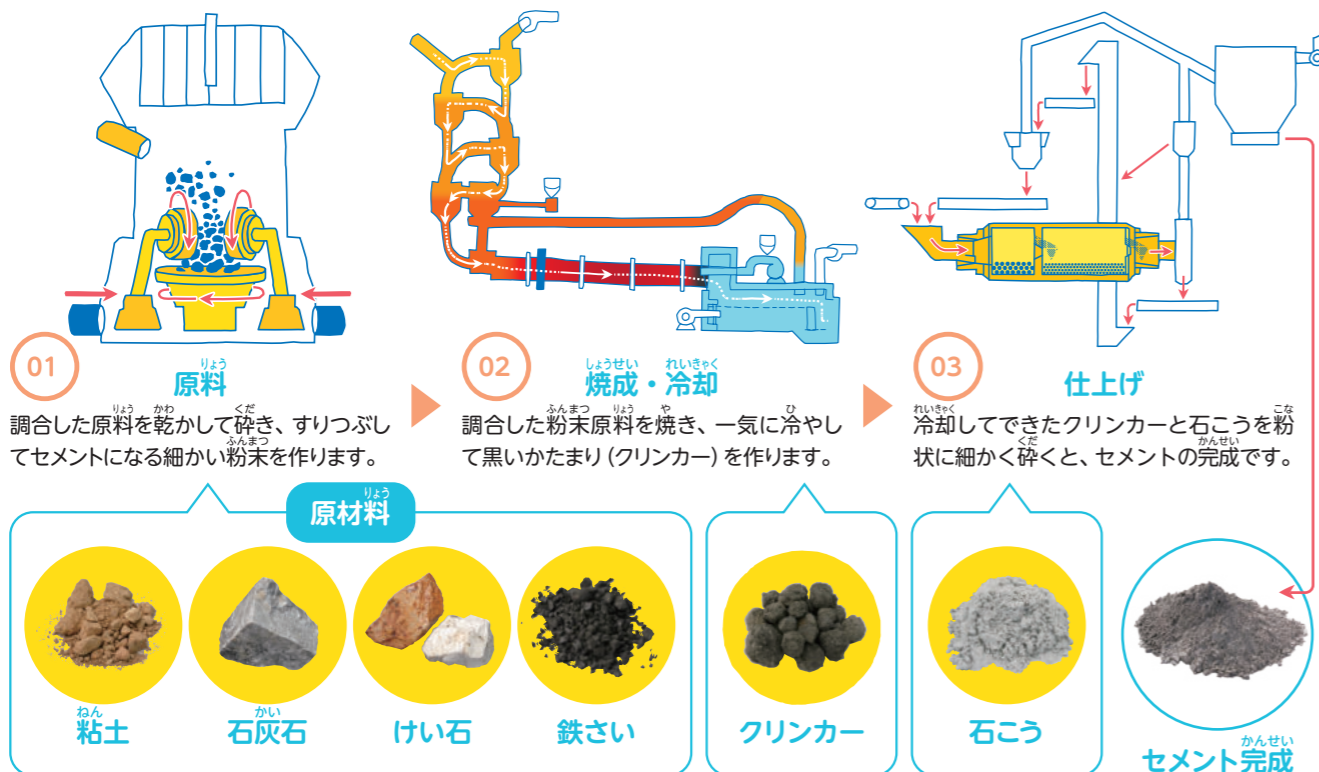 01
りょう
原料
りょう かわ くだ
調合した原料を乾かして砕き、すりつぶし
ふんまつ
てセメントになる細かい粉末を作ります。
02
しょうせい れいきゃく
焼成・冷却
ふんまつ りょう や ひ
調合した粉末原料を焼き、一気に冷やし
て黒いかたまり(クリンカー)を作ります。
03
仕上げ
れいきゃく こな
冷却してできたクリンカーと石こうを粉
くだ かんせい
状に細かく砕くと、セメントの完成です。
りょう
原材料
ねん
粘土
かい
石灰石
けい石
鉄さい
クリンカー
石こう
かんせい
セメント完成